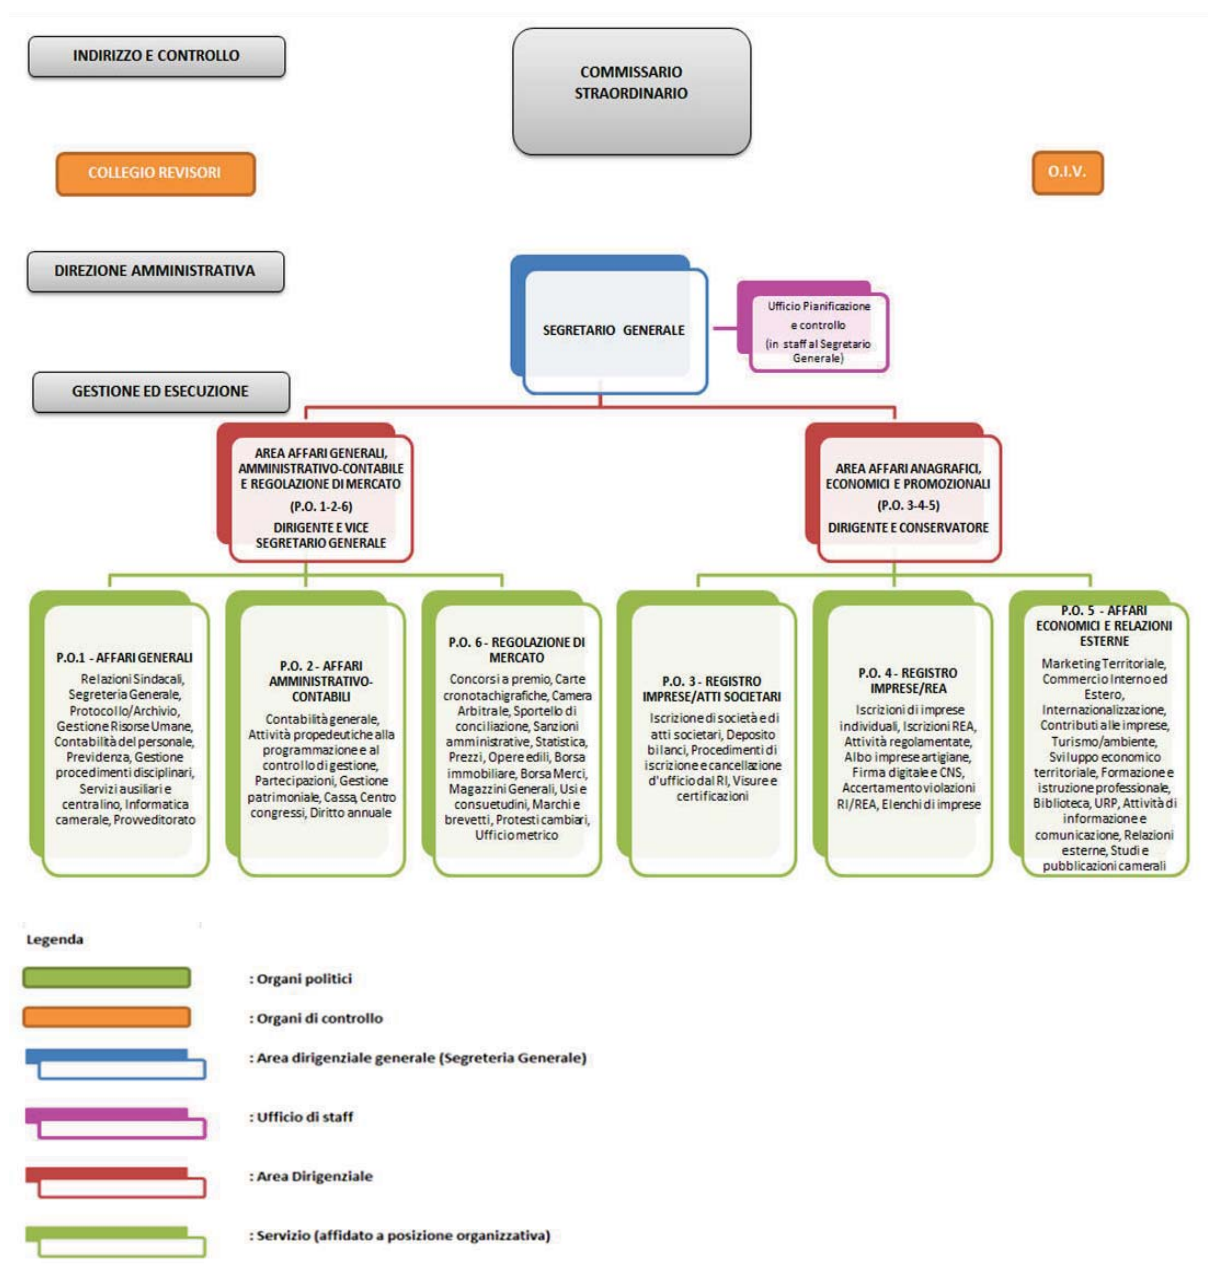 INDIRIZZO E CONTROLLO
COMMISSARIO
STRAORDINARIO
COLLEGIO REVISORI
O.I.V.
DIREZIONE AMMINISTRATIVA
SEGRETARIO GENERALE
Ufficio Pianificazione
e controllo
(in staff al Segretario
Generale)
GESTIONE ED ESECUZIONE
AREA AFFARI GENERALI,
AMMINISTRATIVO-CONTABILE
E REGOLAZIONE DI MERCATO
(P.O. 1-2-6)
DIRIGENTE E VICE
SEGRETARIO GENERALE
AREA AFFARI ANAGRAFICI,
ECONOMICI E PROMOZIONALI
(P.O. 3-4-5)
DIRIGENTE E CONSERVATORE
P.O.1 - AFFARI GENERALI
Relazioni Sindacali,
Segreteria Generale,
Protocollo/Archivio,
Gestione Risorse Umane,
Contabilità del personale,
Previdenza, Gestione
procedimenti disciplinari,
Servizi ausiliari e
centralino, Informatica
camerale, Provveditorato
P.O. 2 - AFFARI
AMMINISTRATIVO-
CONTABILI
Contabilità generale,
Attività propedeutiche alla
programmazione e al
controllo di gestione,
Partecipazioni, Gestione
patrimoniale, Cassa, Centro
congressi, Diritto annuale
P.O. 6 - REGOLAZIONE DI
MERCATO
Concorsi a premio, Carte
cronotachigrafiche, Camera
Arbitrale, Sportello di
conciliazione, Sanzioni
amministrative, Statistica,
Prezzi, Opere edili, Borsa
immobiliare, Borsa Merci,
Magazzini Generali, Usi e
consuetudini, Marchi e
brevetti, Protesti cambiari,
Ufficio metrico
P.O. 3 - REGISTRO
IMPRESE/ATTI SOCIETARI
Iscrizione di società e di
atti societari, Deposito
bilanci, Procedimenti di
iscrizione e cancellazione
d'ufficio dal RI, Visure e
certificazioni
P.O. 4 - REGISTRO
IMPRESE/REA
Iscrizioni di imprese
individuali, Iscrizioni REA,
Attività regolamentate,
Albo imprese artigiane,
Firma digitale e CNS,
Accertamento violazioni
RI/REA, Elenchi di imprese
P.O. 5 - AFFARI
ECONOMICI E RELAZIONI
ESTERNE
Marketing Territoriale,
Commercio Interno ed
Estero,
Internazionalizzazione,
Contributi alle imprese,
Turismo/ambiente,
Sviluppo economico
territoriale, Formazione e
istruzione professionale,
Biblioteca, URP, Attività di
informazione e
comunicazione, Relazioni
esterne, Studi e
pubblicazioni camerali
Legenda
: Organi politici
: Organi di controllo
: Area dirigenziale generale (Segreteria Generale)
: Ufficio di staff
: Area Dirigenziale
: Servizio (affidato a posizione organizzativa)